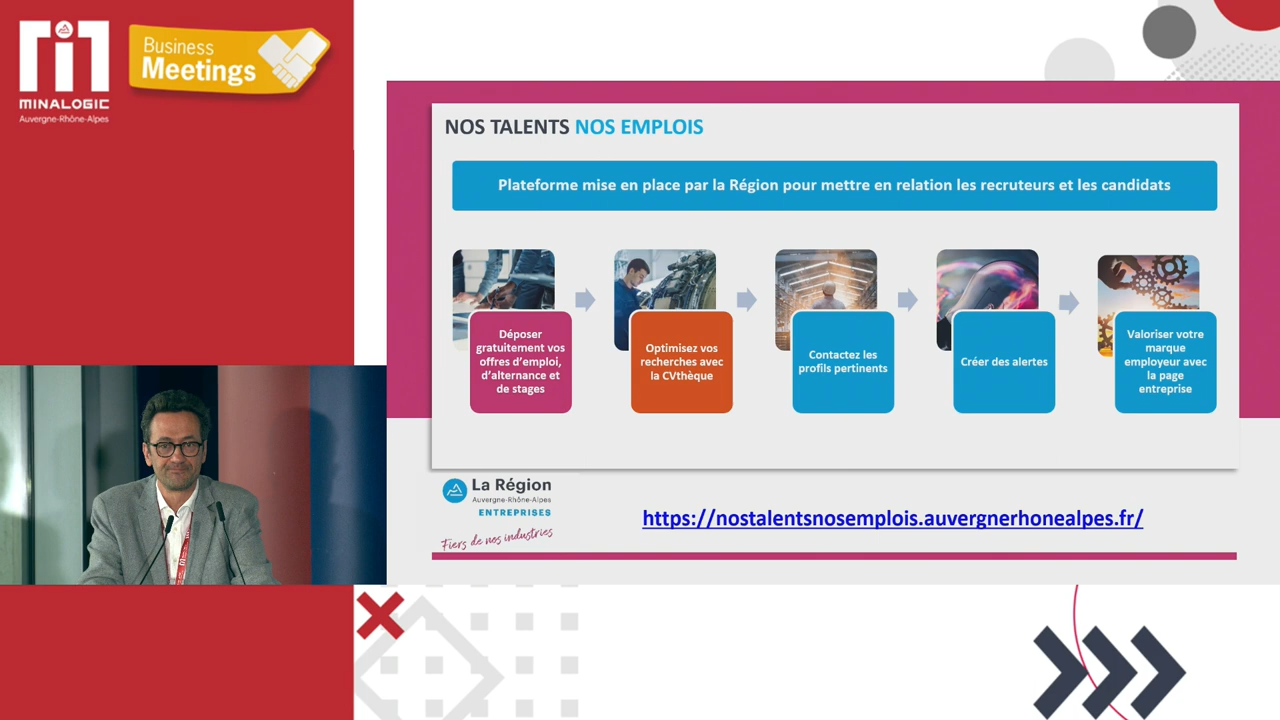 MINALOGIC
Auvergne-Rhône-Alpes
Business
Meetings
NOS TALENTS NOS EMPLOIS
Plateforme mise en place par la Région pour mettre en relation les recruteurs et les candidats
Déposer
gratuitement vos
offres d'emploi,
d'alternance et
de stages
Optimisez vos
recherches avec
la CVthèque
Contactez les
profils pertinents
Créer des alertes
Valoriser votre
marque
employeur avec
la page
entreprise
La Région
Auvergne-Rhône-Alpes
ENTREPRISES
Fiers de nos industries
https://nostalentsnosemplois.auvergnerhonealpes.fr/